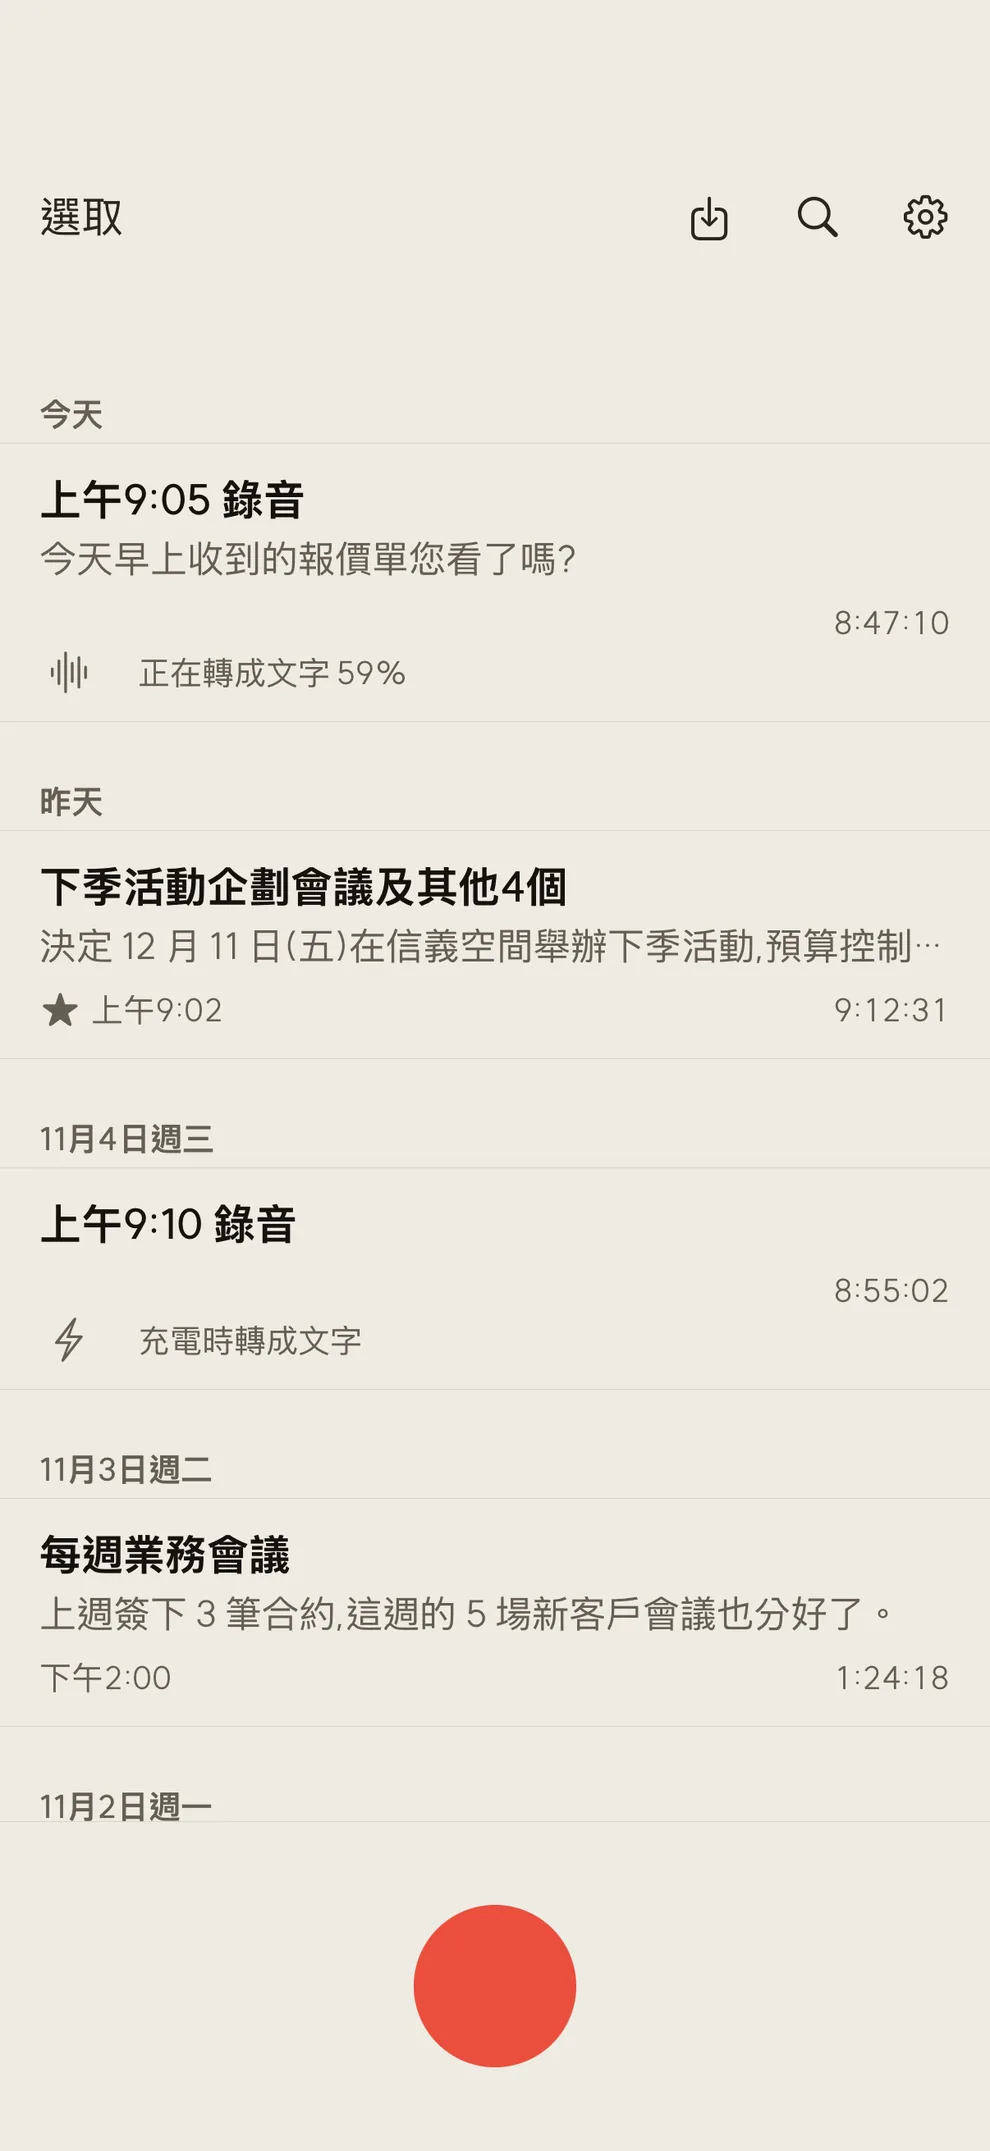 選取
今天
上午9:05 錄音
今天早上收到的報價單您看了嗎?
8:47:10
正在轉成文字 59%
昨天
下季活動企劃會議及其他4個
決定 12 月 11 日(五)在信義空間舉辦下季活動,預算控制…
★ 上午9:02 9:12:31
11月4日週三
上午9:10 錄音
8:55:02
充電時轉成文字
11月3日週二
每週業務會議
上週簽下 3 筆合約,這週的 5 場新客戶會議也分好了。
下午2:00 1:24:18
11月2日週一